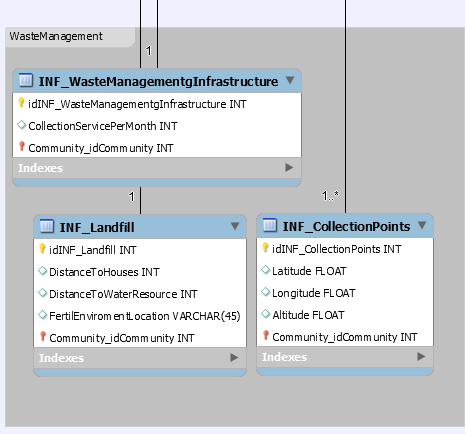 WasteManagement
1
INF_WasteManagementgInfrastructure
idINF_WasteManagementgInfrastructure INT
CollectionServicePerMonth INT
Community_idCommunity INT
Indexes
1
1..*
INF_Landfill
idINF_Landfill INT
DistanceToHouses INT
DistanceToWaterResource INT
FertilEnviromentLocation VARCHAR(45)
Community_idCommunity INT
Indexes
INF_CollectionPoints
idINF_CollectionPoints INT
Latitude FLOAT
Longitude FLOAT
Altitude FLOAT
Community_idCommunity INT
Indexes